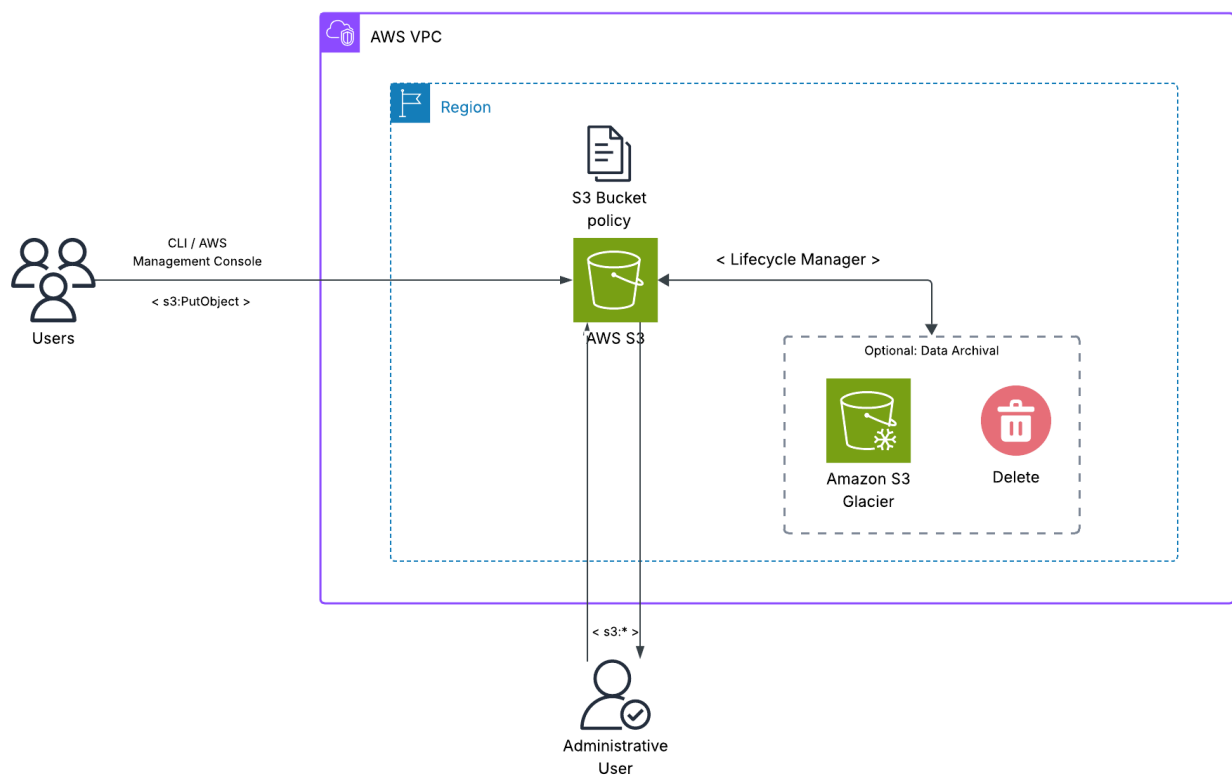 AWS VPC
Region
S3 Bucket
policy
CLI / AWS
Management Console
< s3:PutObject >
Users
AWS S3
< Lifecycle Manager >
Optional: Data Archival
Amazon S3
Glacier
Delete
< s3:* >
Administrative
User